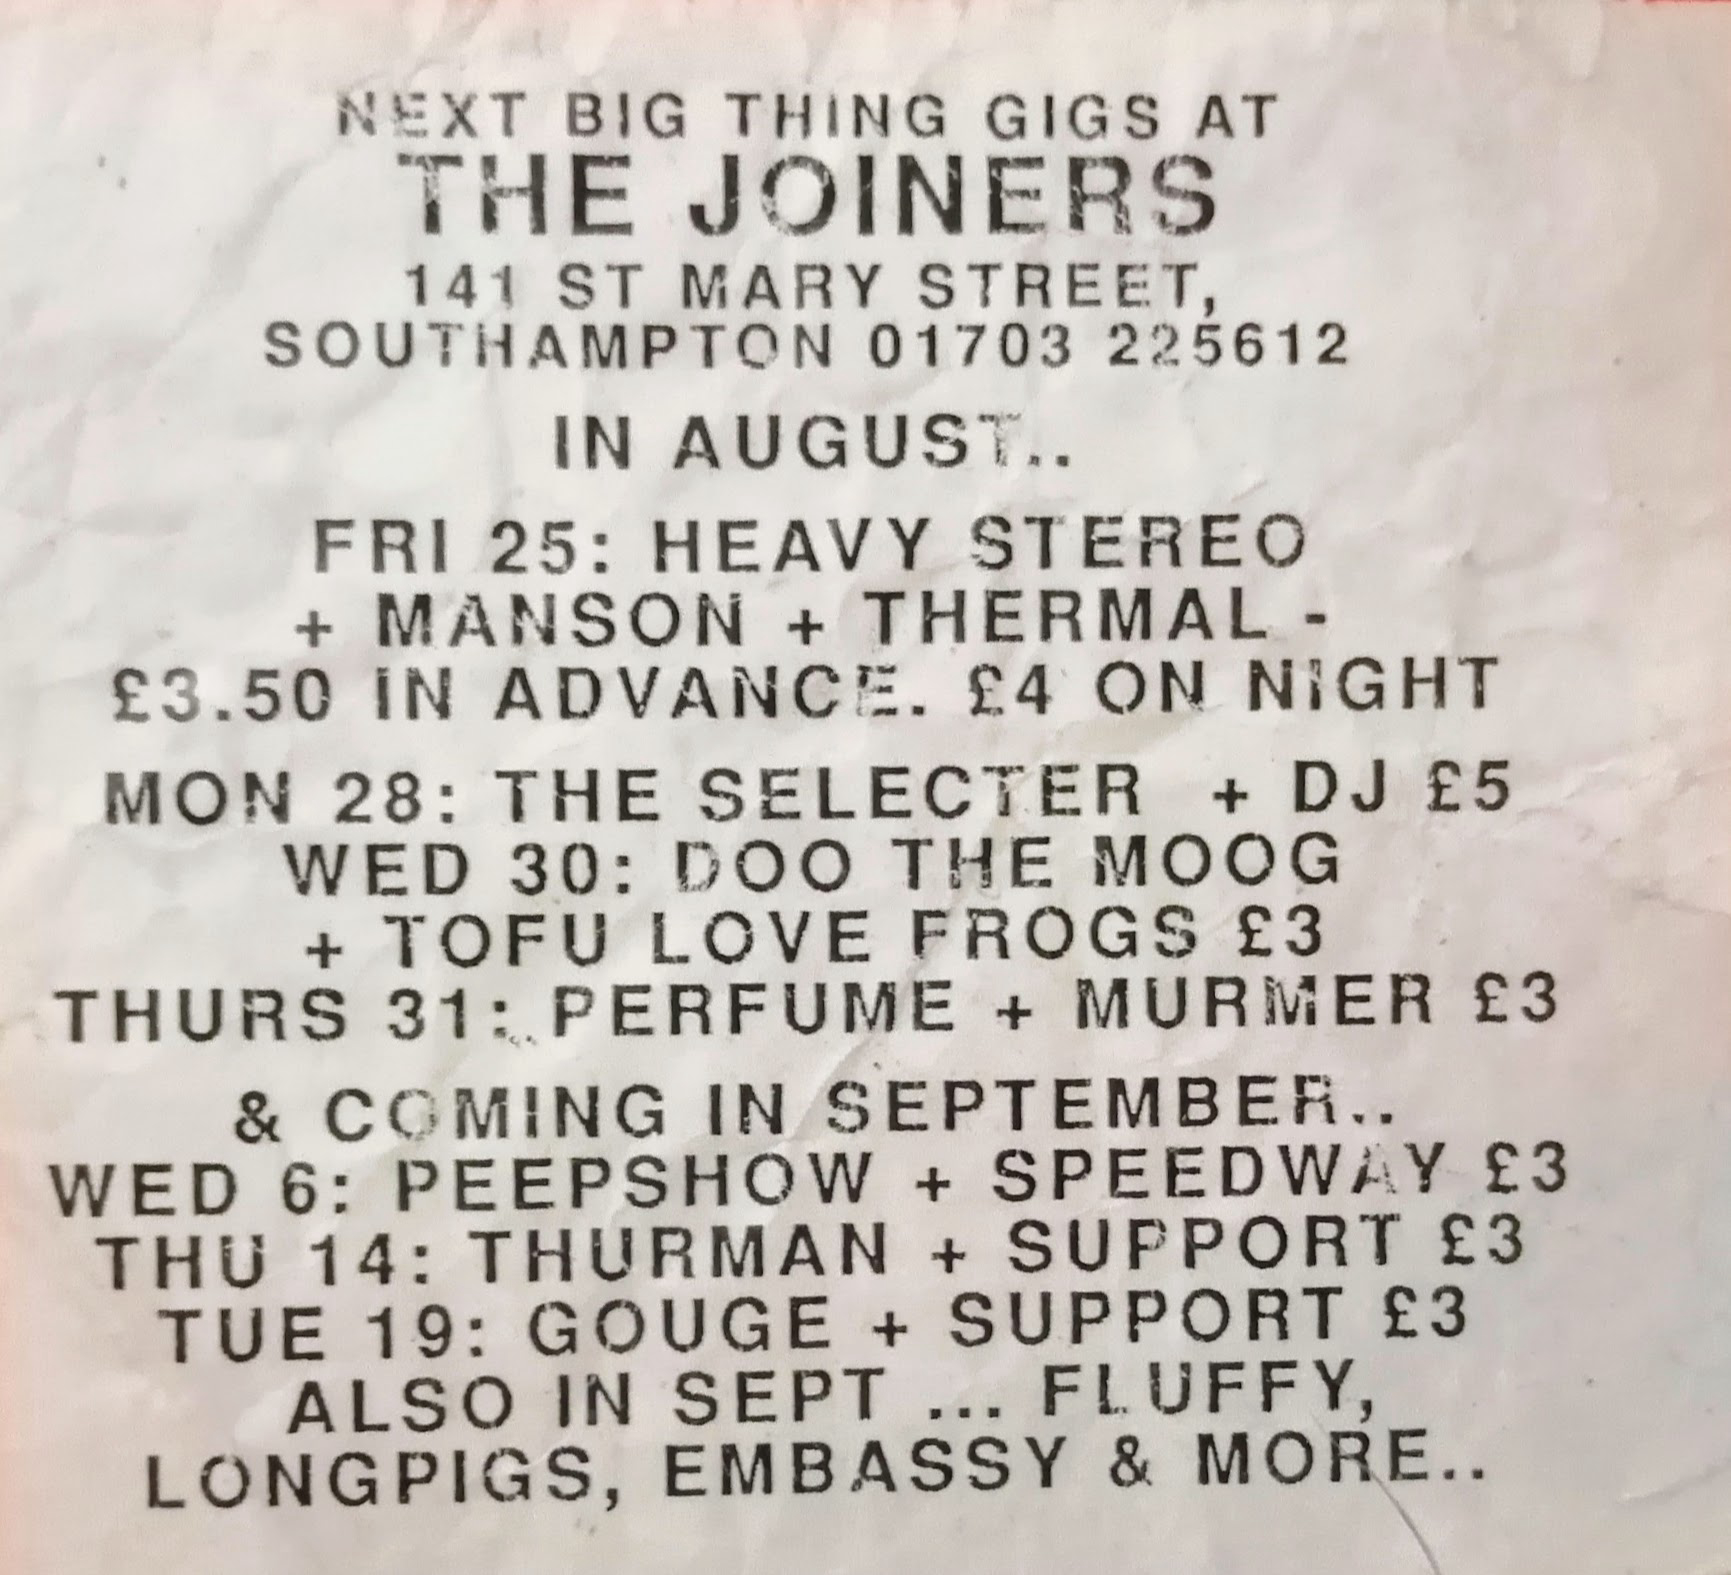 NEXT BIG THING GIGS AT
THE JOINERS
141 ST MARY STREET,
SOUTHAMPTON 01703 225612
IN AUGUST..
FRI 25: HEAVY STEREO
+ MANSON + THERMAL -
£3.50 IN ADVANCE. £4 ON NIGHT
MON 28: THE SELECTER + DJ £5
WED 30: DOO THE MOOG
+ TOFU LOVE FROGS £3
THURS 31: PERFUME + MURMER £3
& COMING IN SEPTEMBER..
WED 6: PEEPSHOW + SPEEDWAY £3
THU 14: THURMAN + SUPPORT £3
TUE 19: GOUGE + SUPPORT £3
ALSO IN SEPT ... FLUFFY,
LONGPIGS, EMBASSY & MORE..